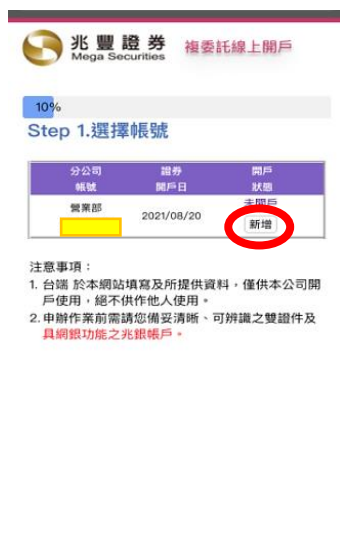 兆豐證券
Mega Securities
複委託線上開戶
10%
Step 1.選擇帳號
分公司 證券 開戶
帳號 開戶日 狀態
營業部 2021/08/20 未開戶
新增
注意事項：
1. 台端 於本網站填寫及所提供資料，僅供本公司開
戶使用，絕不供作他人使用。
2. 申辦作業前需請您備妥清晰、可辨識之雙證件及
具網銀功能之兆銀帳戶。